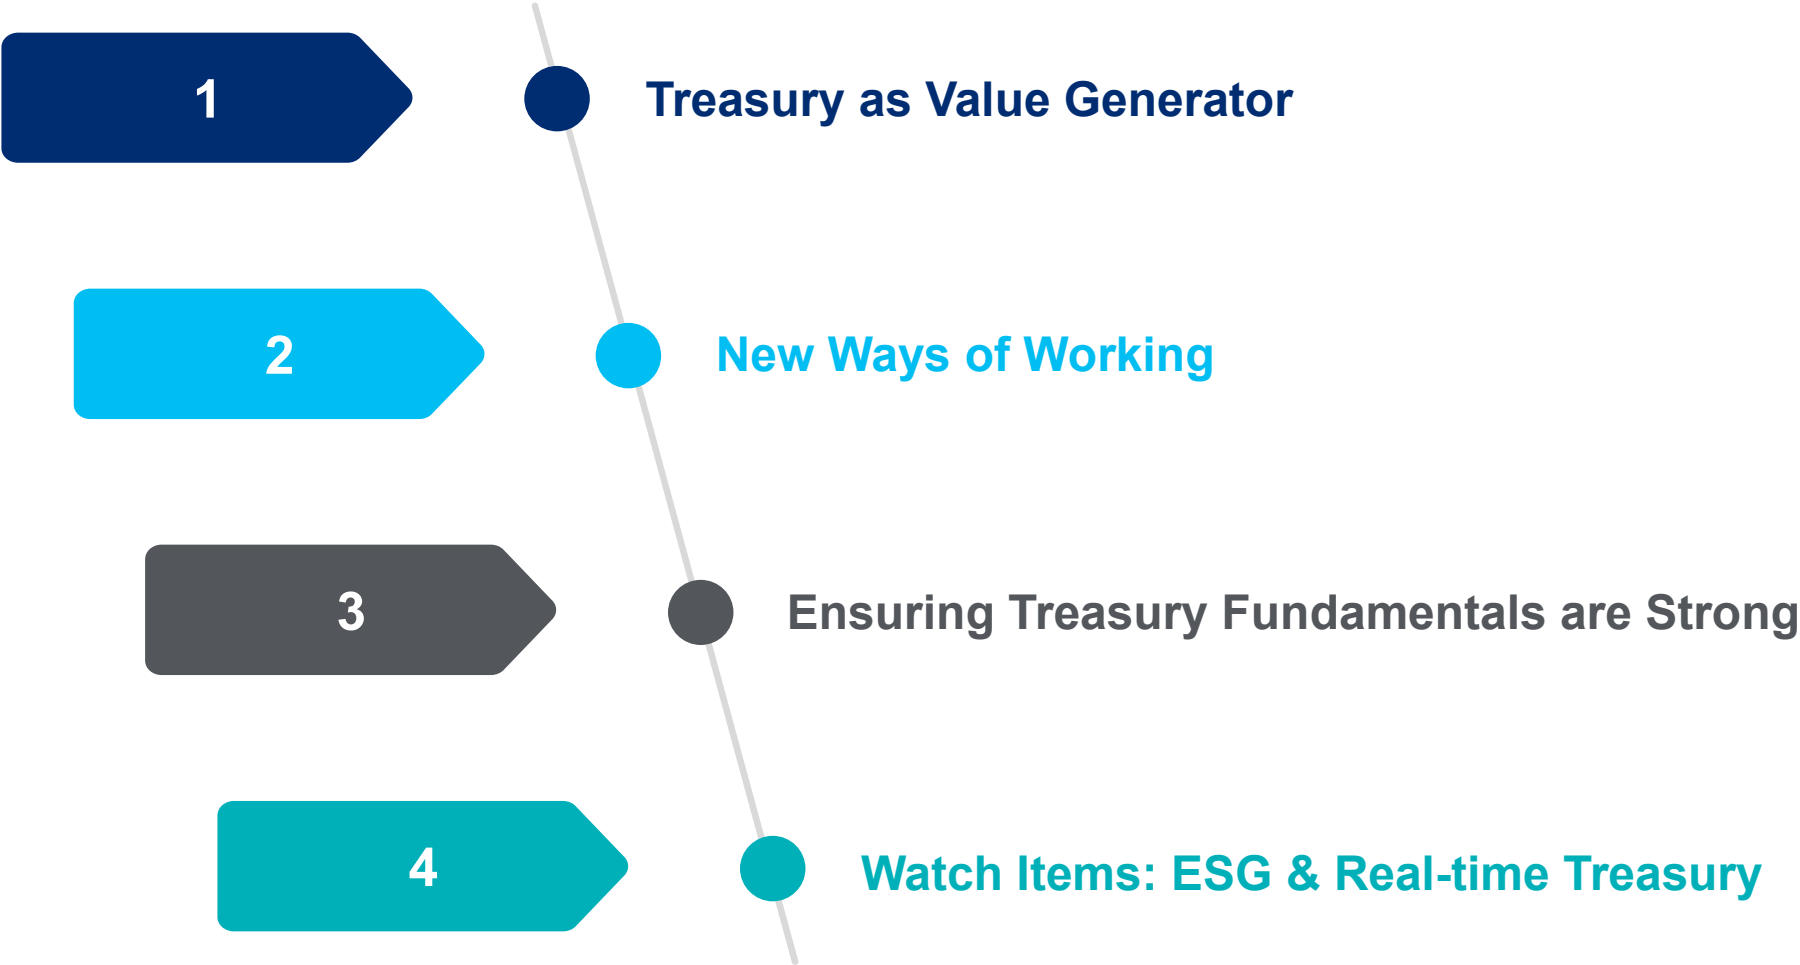 1
Treasury as Value Generator
2
New Ways of Working
3
Ensuring Treasury Fundamentals are Strong
4
Watch Items: ESG & Real-time Treasury